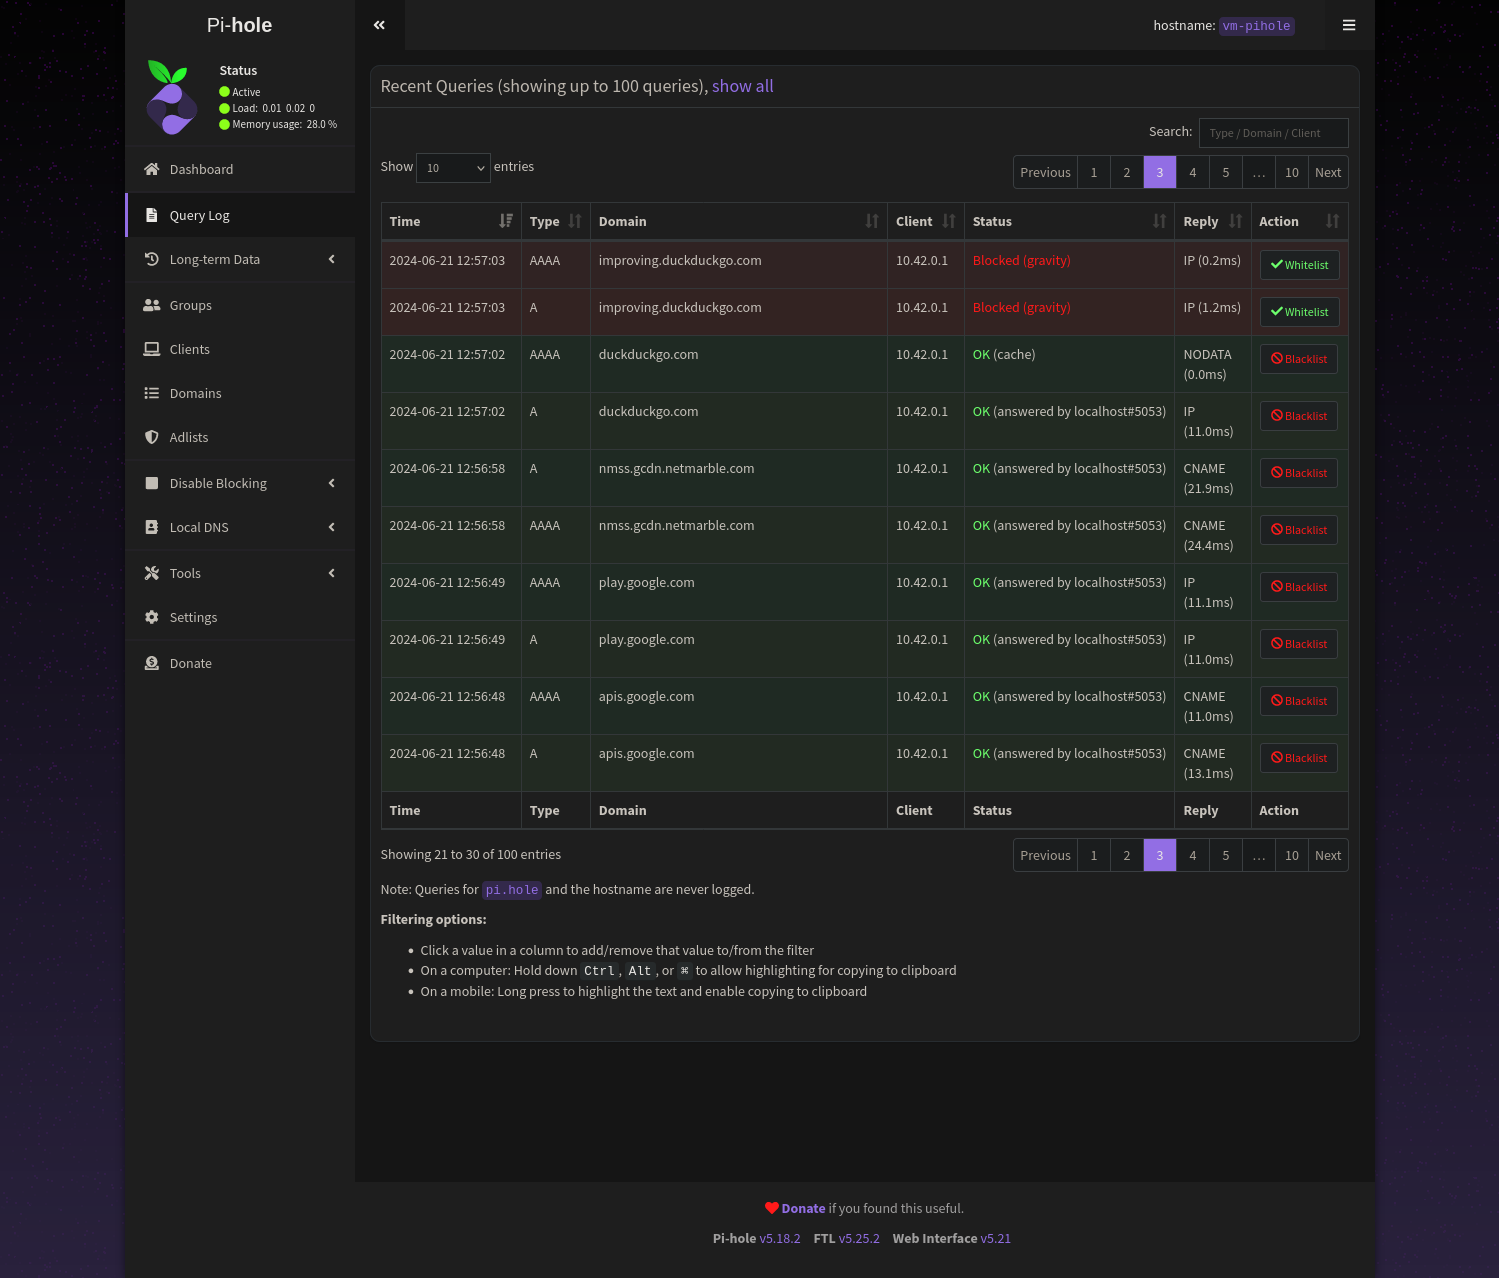 Pi-hole
hostname: vm-pihole
Status
Active
Load: 0.01 0.02 0
Memory usage: 28.0 %
Dashboard
Query Log
Long-term Data
Groups
Clients
Domains
Adlists
Disable Blocking
Local DNS
Tools
Settings
Donate
Recent Queries (showing up to 100 queries), show all
Search: Type / Domain / Client
Show 10 entries
Previous 1 2 3 4 5 … 10 Next
Time Type Domain Client Status Reply Action
2024-06-21 12:57:03 AAAA improving.duckduckgo.com 10.42.0.1 Blocked (gravity) IP (0.2ms) Whitelist
2024-06-21 12:57:03 A improving.duckduckgo.com 10.42.0.1 Blocked (gravity) IP (1.2ms) Whitelist
2024-06-21 12:57:02 AAAA duckduckgo.com 10.42.0.1 OK (cache) NODATA Blacklist
(0.0ms)
2024-06-21 12:57:02 A duckduckgo.com 10.42.0.1 OK (answered by localhost#5053) IP Blacklist
(11.0ms)
2024-06-21 12:56:58 A nmss.gcdn.netmarble.com 10.42.0.1 OK (answered by localhost#5053) CNAME Blacklist
(21.9ms)
2024-06-21 12:56:58 AAAA nmss.gcdn.netmarble.com 10.42.0.1 OK (answered by localhost#5053) CNAME Blacklist
(24.4ms)
2024-06-21 12:56:49 AAAA play.google.com 10.42.0.1 OK (answered by localhost#5053) IP Blacklist
(11.1ms)
2024-06-21 12:56:49 A play.google.com 10.42.0.1 OK (answered by localhost#5053) IP Blacklist
(11.0ms)
2024-06-21 12:56:48 AAAA apis.google.com 10.42.0.1 OK (answered by localhost#5053) CNAME Blacklist
(11.0ms)
2024-06-21 12:56:48 A apis.google.com 10.42.0.1 OK (answered by localhost#5053) CNAME Blacklist
(13.1ms)
Time Type Domain Client Status Reply Action
Showing 21 to 30 of 100 entries
Previous 1 2 3 4 5 … 10 Next
Note: Queries for pi.hole and the hostname are never logged.
Filtering options:
• Click a value in a column to add/remove that value to/from the filter
• On a computer: Hold down Ctrl, Alt, or ⌘ to allow highlighting for copying to clipboard
• On a mobile: Long press to highlight the text and enable copying to clipboard
Donate if you found this useful.
Pi-hole v5.18.2 FTL v5.25.2 Web Interface v5.21